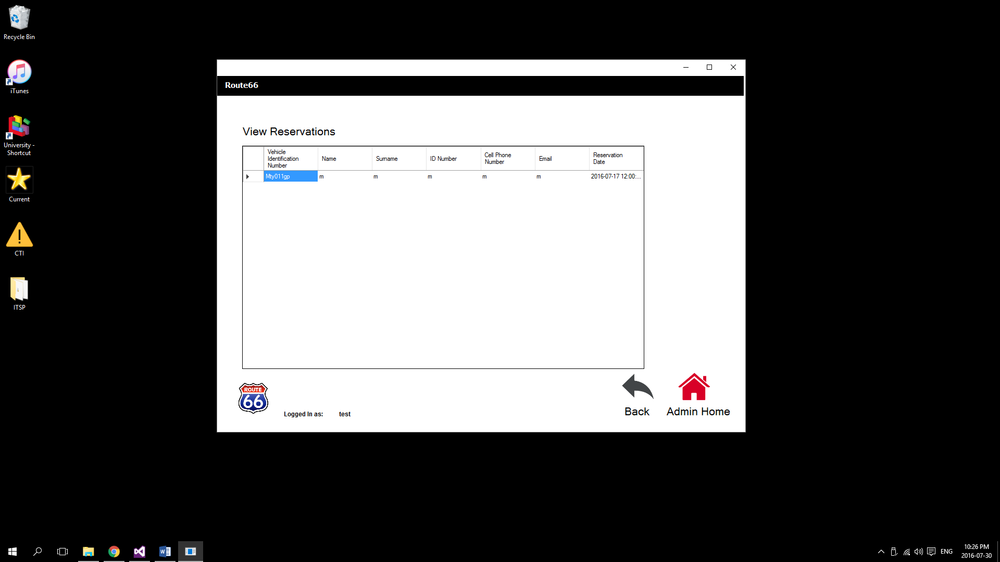 Recycle Bin
iTunes
University -
Shortcut
Current
CTI
ITSP
Route66
View Reservations
Vehicle
Identification
Number
Name
Surname
ID Number
Cell Phone
Number
Email
Reservation
Date
Mty011gp
m
m
m
m
m
2016-07-17 12:00:...
ROUTE
66
Logged In as:
test
Back
Admin Home
ENG
10:26 PM
2016-07-30